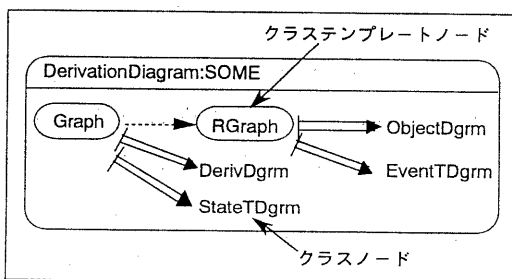 クラステンプレートノード
DerivationDiagram:SOME
Graph
RGraph
ObjectDgrm
DerivDgrm
EventTDgrm
StateTDgrm
クラスノード